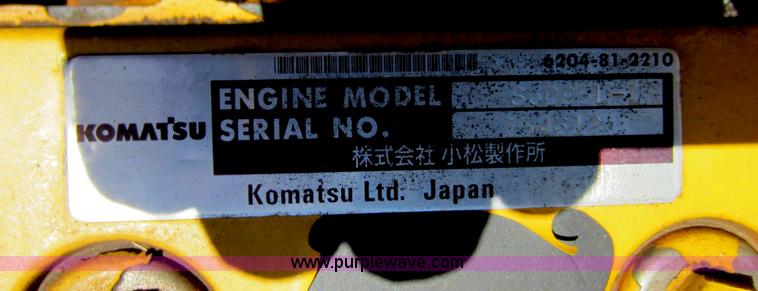 6204-81-2210
ENGINE MODEL
KOMATSU
SERIAL NO.
株式会社 小松製作所
Komatsu Ltd. Japan
www.purplewave.com